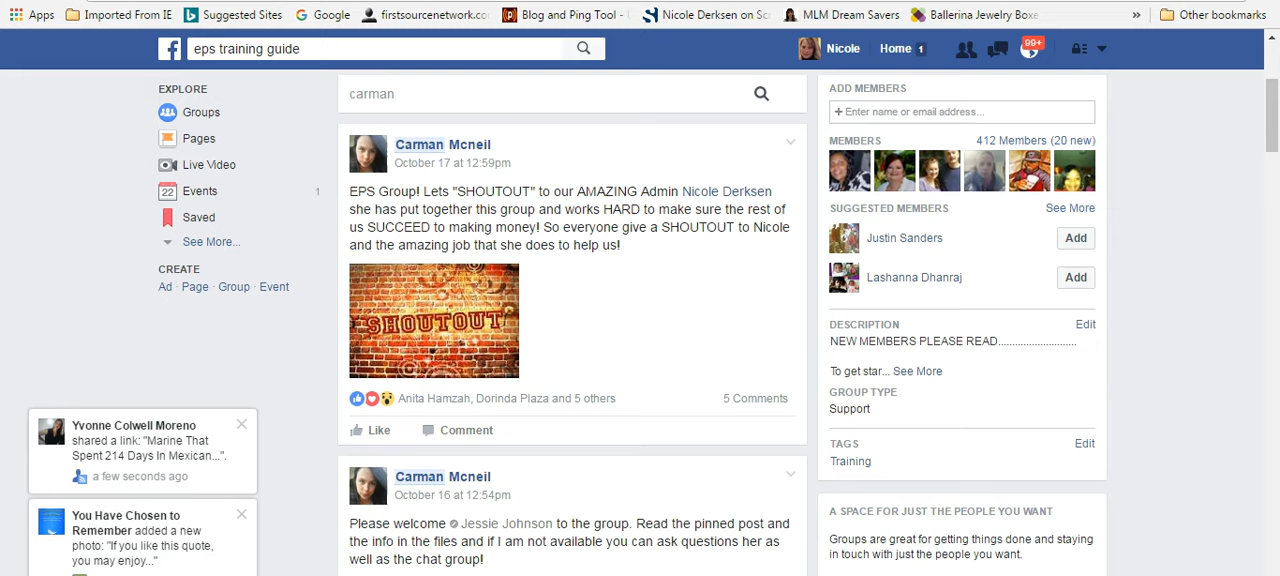 Apps
Imported From IE
Suggested Sites
Google
firstsourcenetwork.co
Blog and Ping Tool -
Nicole Derksen on Sc
MLM Dream Savers
Ballerina Jewelry Boxe
»
Other bookmarks
eps training guide
Nicole
Home 1
99+
EXPLORE
Groups
Pages
Live Video
22 Events 1
Saved
See More...
CREATE
Ad · Page · Group · Event
carman
Carman Mcneil
October 17 at 12:59pm
EPS Group! Lets "SHOUTOUT" to our AMAZING Admin Nicole Derksen
she has put together this group and works HARD to make sure the rest of
us SUCCEED to making money! So everyone give a SHOUTOUT to Nicole
and the amazing job that she does to help us!
SHOUTOUT
Anita Hamzah, Dorinda Plaza and 5 others
5 Comments
Like
Comment
Carman Mcneil
October 16 at 12:54pm
Please welcome Jessie Johnson to the group. Read the pinned post and
the info in the files and if I am not available you can ask questions her as
well as the chat group!
ADD MEMBERS
+ Enter name or email address...
MEMBERS
412 Members (20 new)
SUGGESTED MEMBERS
See More
Justin Sanders
Add
Lashanna Dhanraj
Add
DESCRIPTION
Edit
NEW MEMBERS PLEASE READ...........................
To get star... See More
GROUP TYPE
Support
TAGS
Edit
Training
A SPACE FOR JUST THE PEOPLE YOU WANT
Groups are great for getting things done and staying
in touch with just the people you want.
Yvonne Colwell Moreno
shared a link: "Marine That
Spent 214 Days In Mexican...".
a few seconds ago
You Have Chosen to
Remember added a new
photo: "If you like this quote,
you may enjoy..."